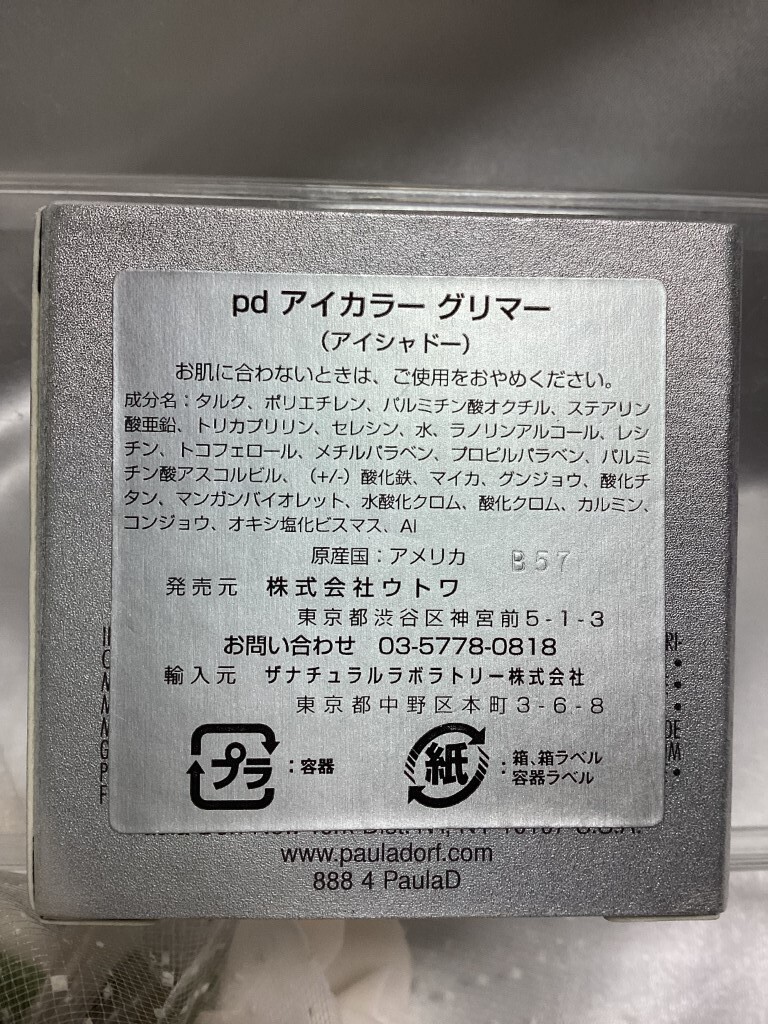 pd アイカラー グリマー
（アイシャドー）
お肌に合わないときは、ご使用をおやめください。
成分名：タルク、ポリエチレン、パルミチン酸オクチル、ステアリン
酸亜鉛、トリカプリリン、セレシン、水、ラノリンアルコール、レシ
チン、トコフェロール、メチルパラベン、プロピルパラベン、パルミ
チン酸アスコルビル、（+/-）酸化鉄、マイカ、グンジョウ、酸化チ
タン、マンガンバイオレット、水酸化クロム、酸化クロム、カルミン、
コンジョウ、オキシ塩化ビスマス、Al
原産国：アメリカ B57
発売元 株式会社ウトワ
東京都渋谷区神宮前5-1-3
お問い合わせ 03-5778-0818
輸入元 ザナチュラルラボラトリー株式会社
東京都中野区本町3-6-8
プラ：容器
紙：箱、箱ラベル
容器ラベル
www.pauladorf.com
888 4 PaulaD